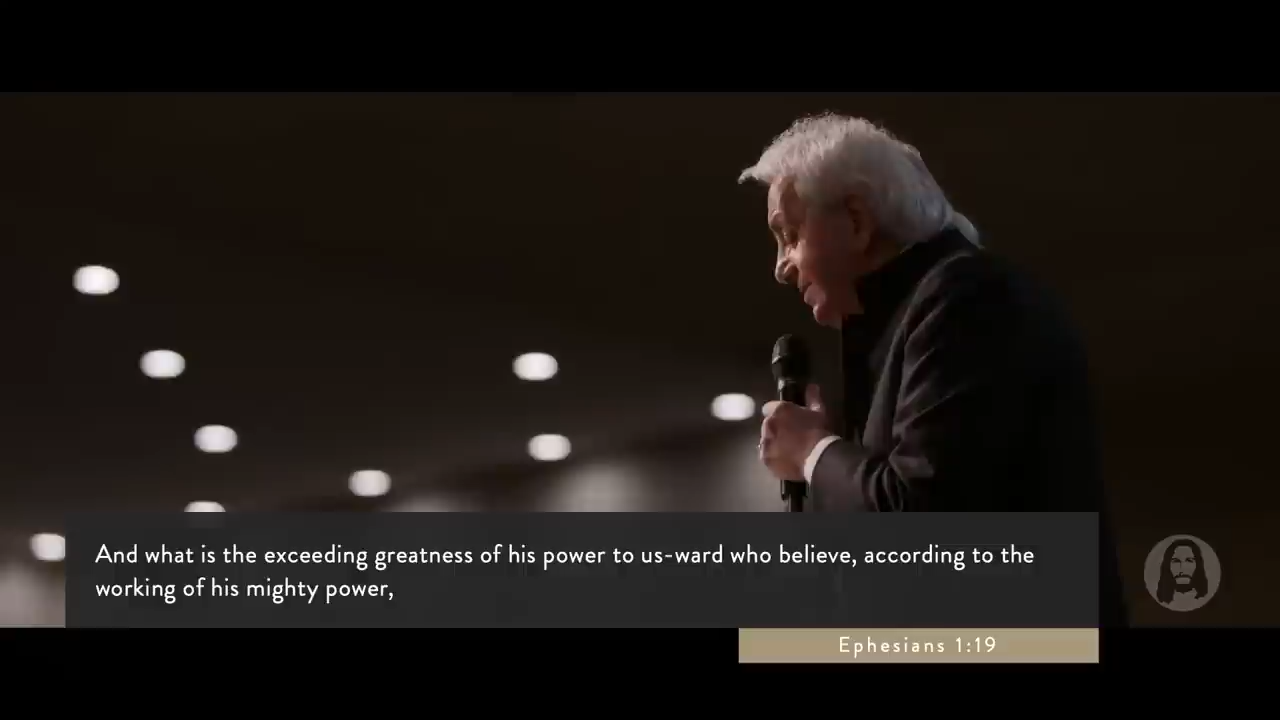 And what is the exceeding greatness of his power to us-ward who believe, according to the
working of his mighty power,
Ephesians 1:19